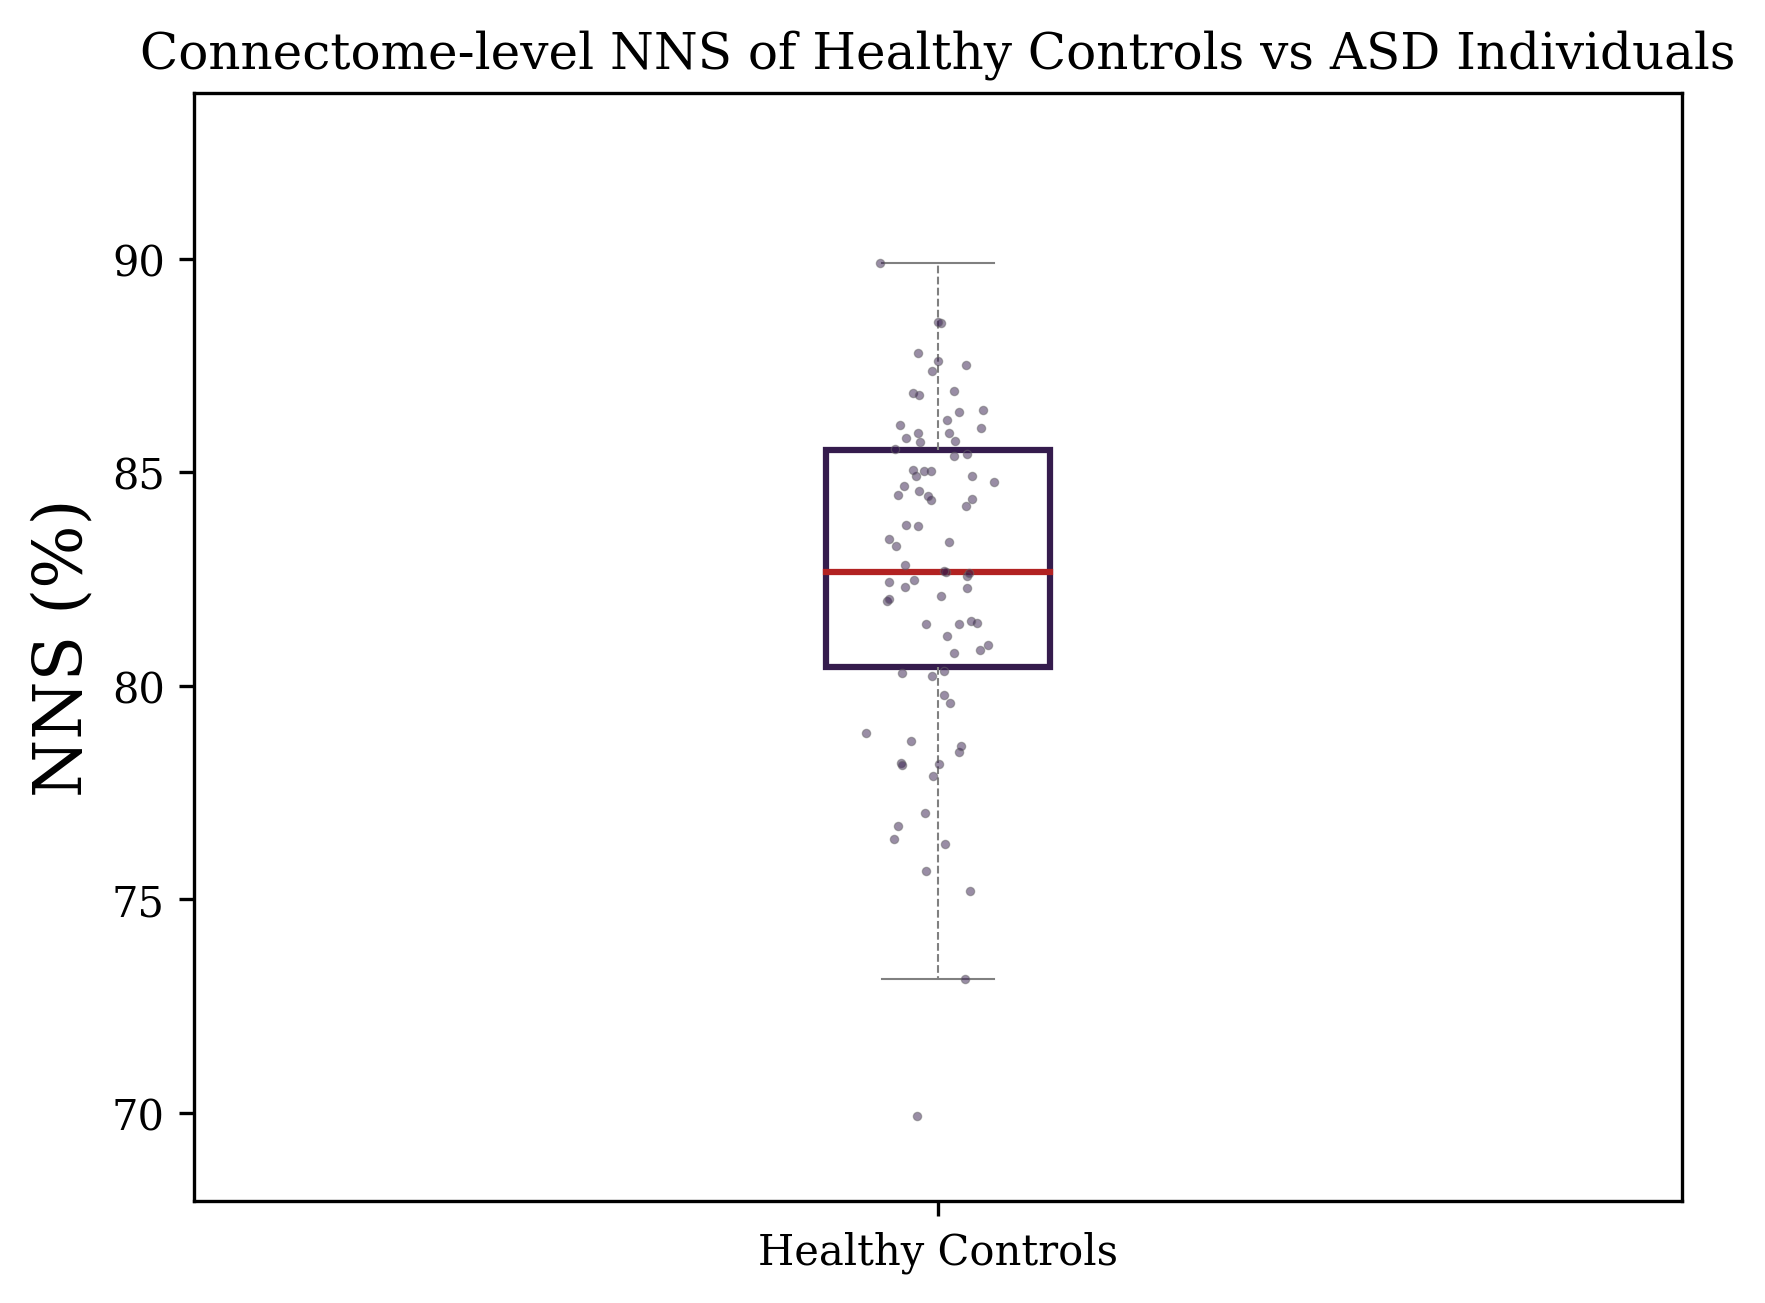 Connectome-level NNS of Healthy Controls vs ASD Individuals
NNS (%)
90
85
80
75
70
Healthy Controls